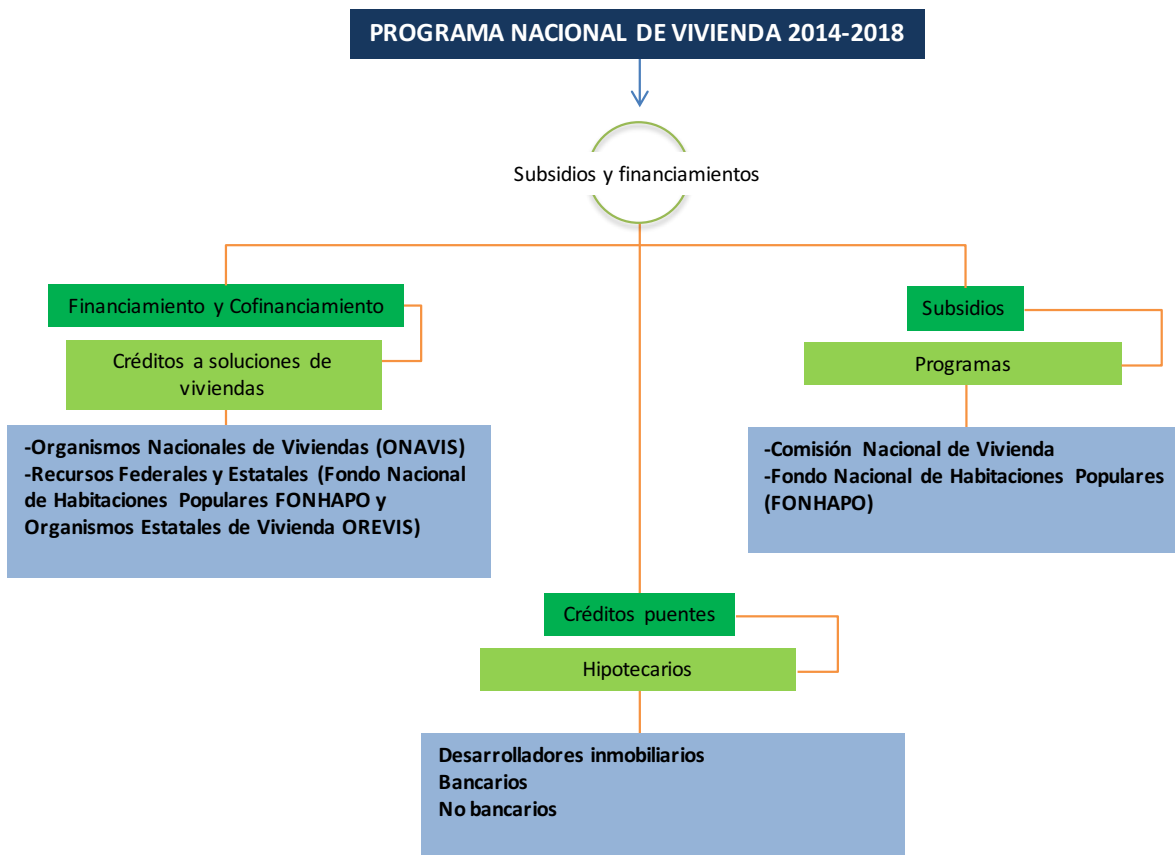 PROGRAMA NACIONAL DE VIVIENDA 2014-2018
Subsidios y financiamientos
Financiamiento y Cofinanciamiento
Créditos a soluciones de
viviendas
-Organismos Nacionales de Viviendas (ONAVIS)
-Recursos Federales y Estatales (Fondo Nacional
de Habitaciones Populares FONHAPO y
Organismos Estatales de Vivienda OREVIS)
Subsidios
Programas
-Comisión Nacional de Vivienda
-Fondo Nacional de Habitaciones Populares
(FONHAPO)
Créditos puentes
Hipotecarios
Desarrolladores inmobiliarios
Bancarios
No bancarios